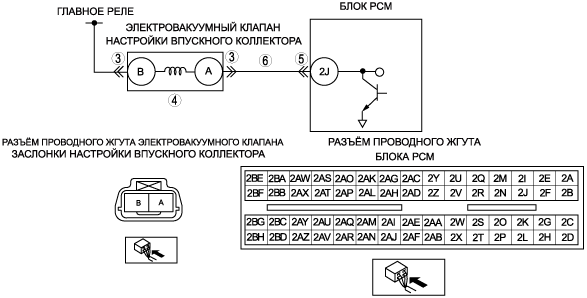 ГЛАВНОЕ РЕЛЕ
ЭЛЕКТРОВАКУУМНЫЙ КЛАПАН
НАСТРОЙКИ ВПУСКНОГО КОЛЛЕКТОРА
БЛОК PCM
3
B
A
3
6
5
2J
4
РАЗЪЁМ ПРОВОДНОГО ЖГУТА ЭЛЕКТРОВАКУУМНОГО КЛАПАНА
ЗАСЛОНКИ НАСТРОЙКИ ВПУСКНОГО КОЛЛЕКТОРА
B A
РАЗЪЁМ ПРОВОДНОГО ЖГУТА
БЛОКА PCM
2BE 2BA 2AW 2AS 2AO 2AK 2AG 2AC 2Y 2U 2Q 2M 2I 2E 2A
2BF 2BB 2AX 2AT 2AP 2AL 2AH 2AD 2Z 2V 2R 2N 2J 2F 2B
2BG 2BC 2AY 2AU 2AQ 2AM 2AI 2AE 2AA 2W 2S 2O 2K 2G 2C
2BH 2BD 2AZ 2AV 2AR 2AN 2AJ 2AF 2AB 2X 2T 2P 2L 2H 2D